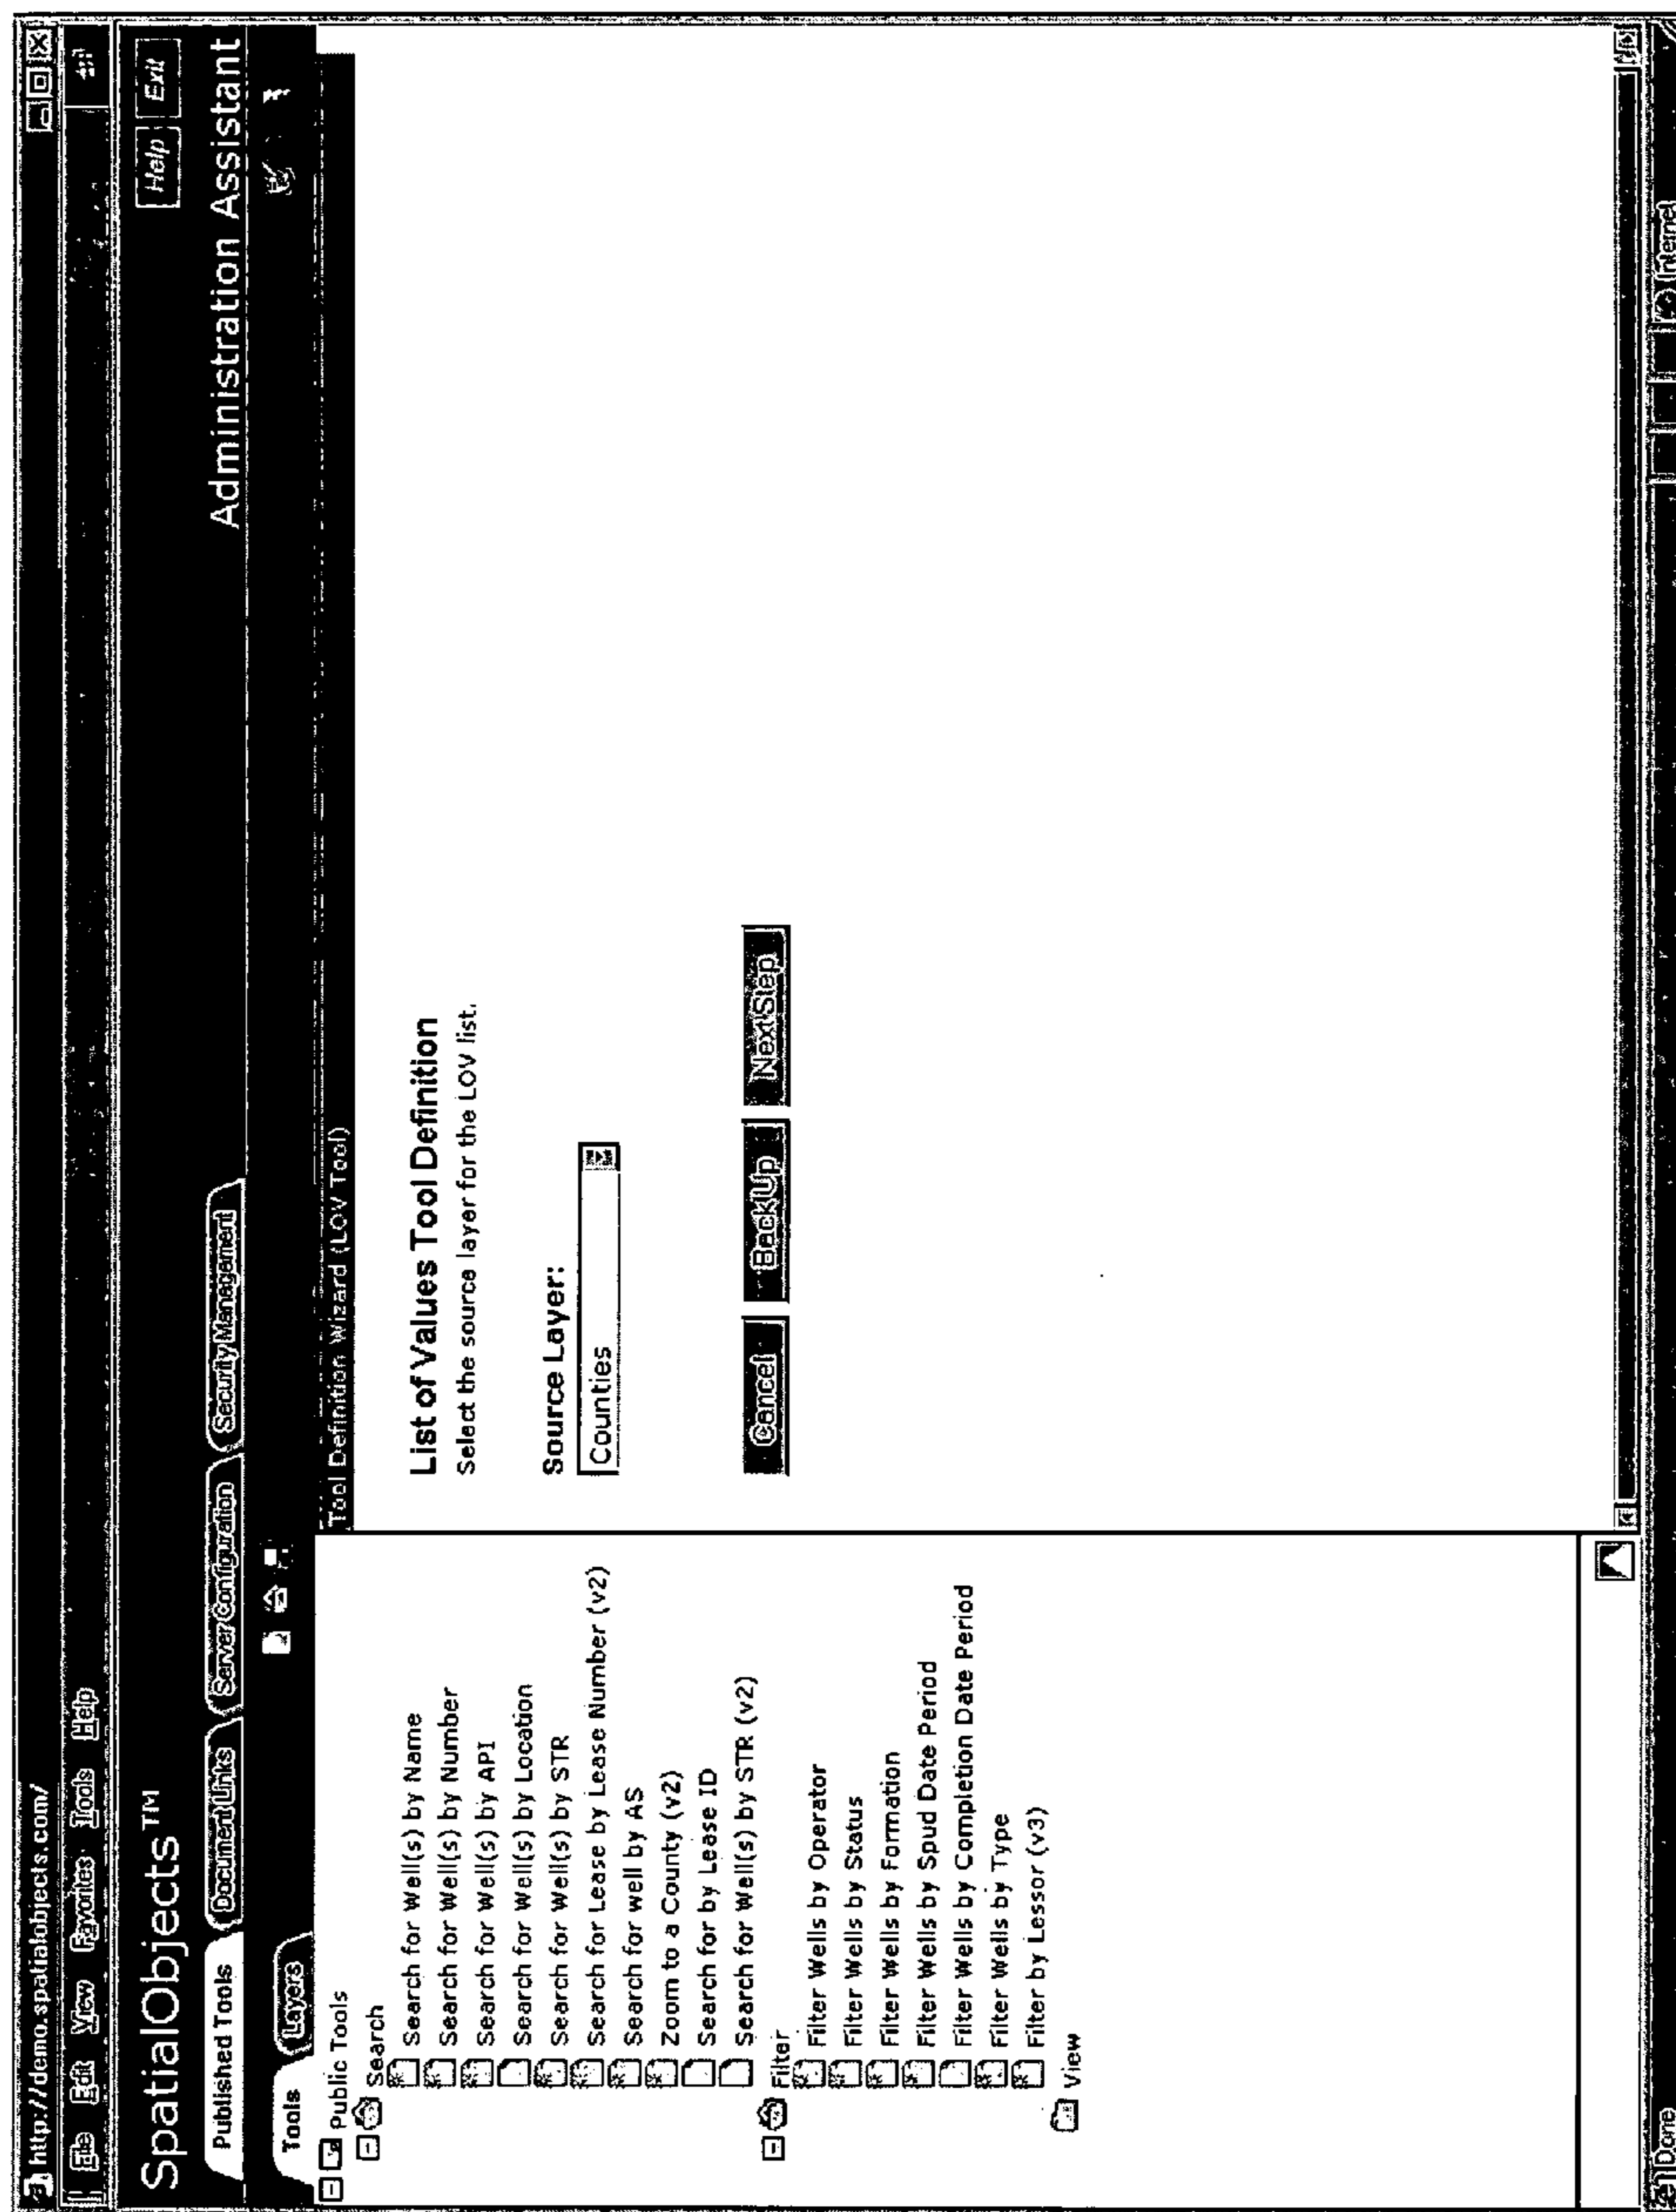 http://demo.spatialobjects.com/
File Edit View Favorites Tools Help
SpatialObjects™
Help Exit
Administration Assistant
Published Tools Document Links Server Configuration Security Management
Tools Layers
Public Tools
Search
Search for Well(s) by Name
Search for Well(s) by Number
Search for Well(s) by API
Search for Well(s) by Location
Search for Well(s) by STR
Search for Lease by Lease Number (v2)
Search for well by AS
Zoom to a County (v2)
Search for by Lease ID
Search for Well(s) by STR (v2)
Filter
Filter Wells by Operator
Filter Wells by Status
Filter Wells by Formation
Filter Wells by Spud Date Period
Filter Wells by Completion Date Period
Filter Wells by Type
Filter by Lessor (v3)
View
Tool Definition Wizard (LOV Tool)
List of Values Tool Definition
Select the source layer for the LOV list.
Source Layer:
Counties
Cancel BackUp NextStep
Done
Internet